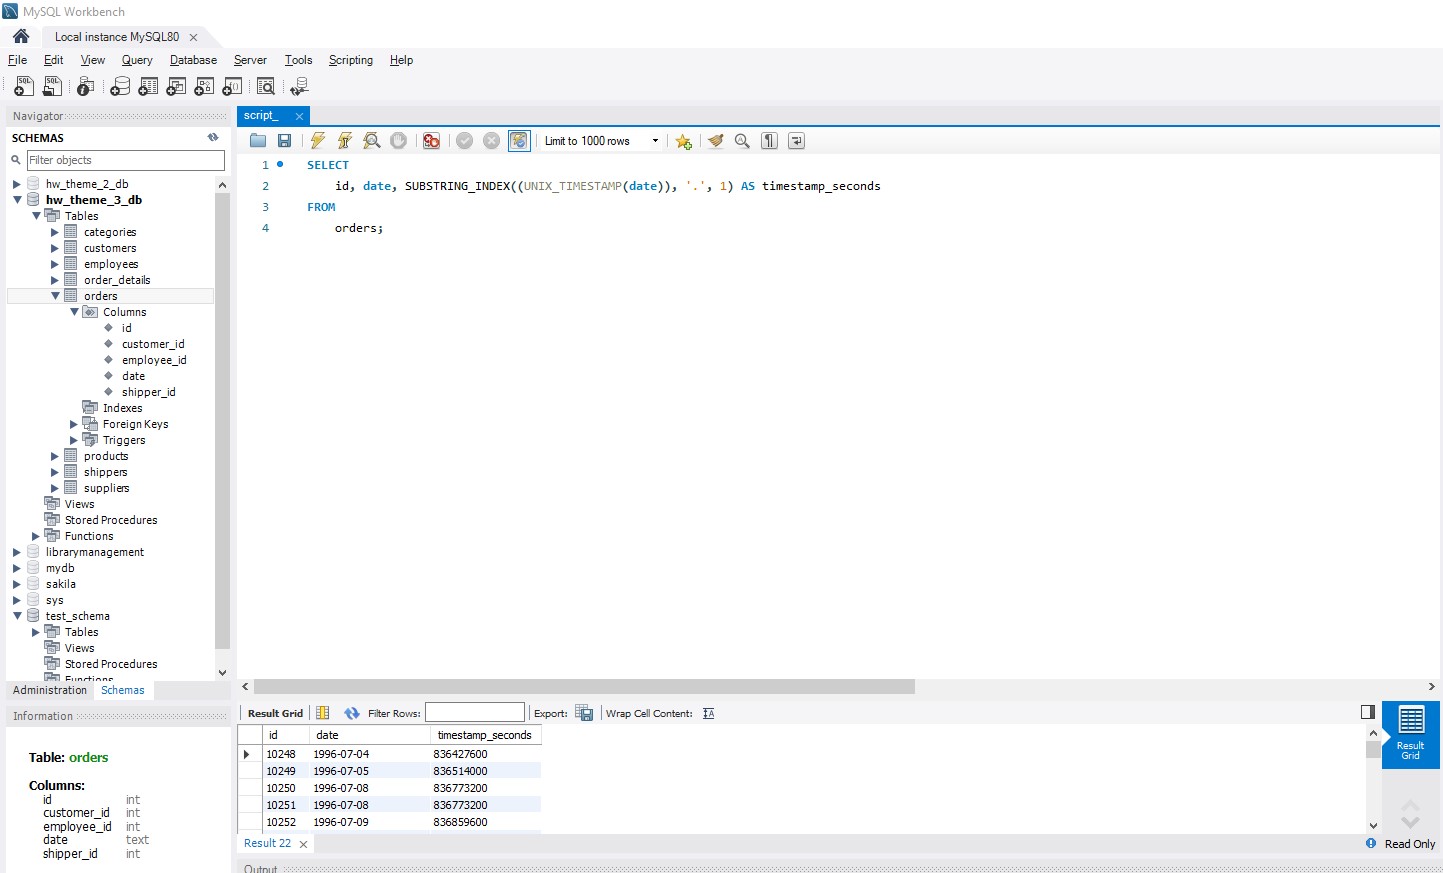 MySQL Workbench
Local instance MySQL80
File Edit View Query Database Server Tools Scripting Help
Navigator
SCHEMAS
Filter objects
hw_theme_2_db
hw_theme_3_db
Tables
categories
customers
employees
order_details
orders
Columns
id
customer_id
employee_id
date
shipper_id
Indexes
Foreign Keys
Triggers
products
shippers
suppliers
Views
Stored Procedures
Functions
librarymanagement
mydb
sakila
sys
test_schema
Tables
Views
Stored Procedures
Functions
Administration Schemas
Information
Table: orders
Columns:
id int
customer_id int
employee_id int
date text
shipper_id int
script_
Limit to 1000 rows
1 SELECT
2 id, date, SUBSTRING_INDEX((UNIX_TIMESTAMP(date)), '.', 1) AS timestamp_seconds
3 FROM
4 orders;
Result Grid Filter Rows: Export: Wrap Cell Content:
id date timestamp_seconds
10248 1996-07-04 836427600
10249 1996-07-05 836514000
10250 1996-07-08 836773200
10251 1996-07-08 836773200
10252 1996-07-09 836859600
Result Grid
Result 22
Read Only
Output